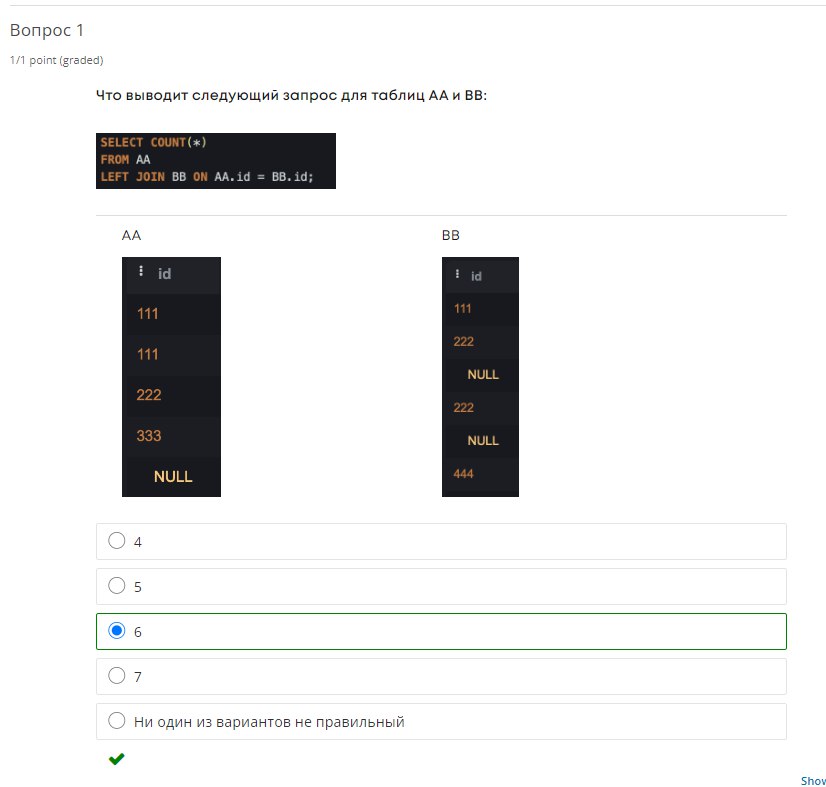 Вопрос 1
1/1 point (graded)
Что выводит следующий запрос для таблиц AA и BB:
SELECT COUNT(*)
FROM AA
LEFT JOIN BB ON AA.id = BB.id;
AA
BB
id
111
111
222
333
NULL
id
111
222
NULL
222
NULL
444
4
5
6
7
Ни один из вариантов не правильный
Show